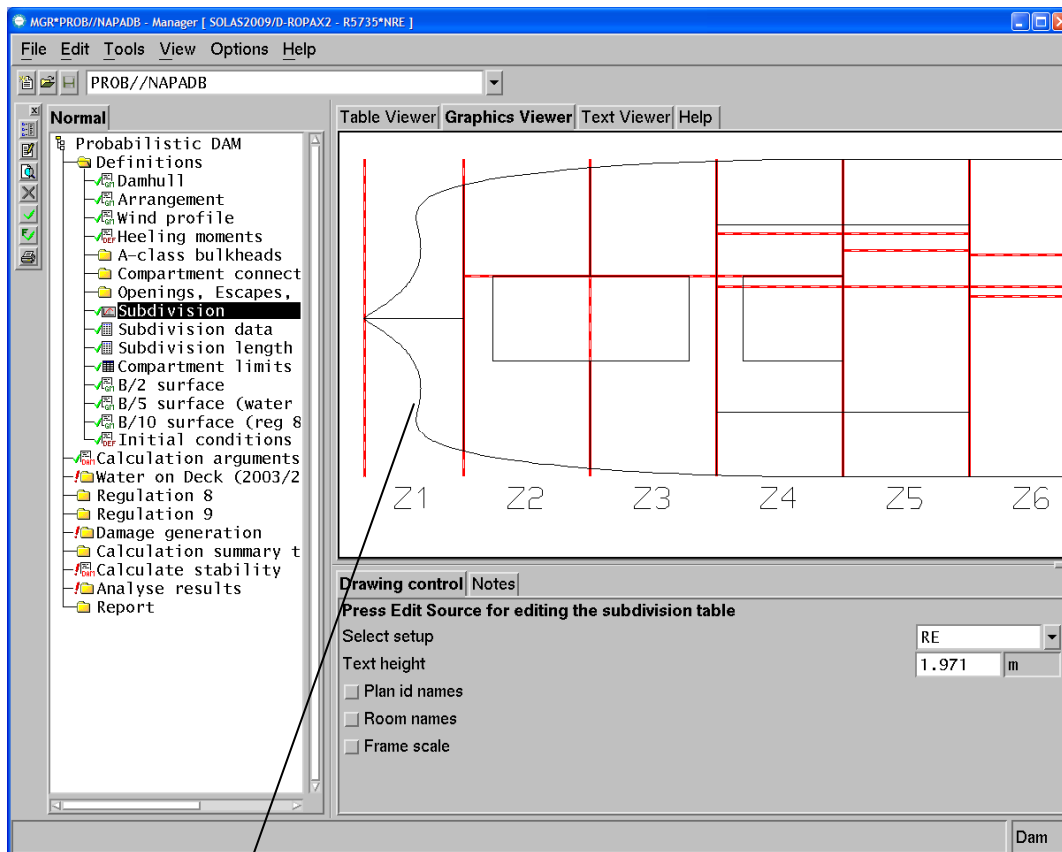 MGR*PROB//NAPADB - Manager [ SOLAS2009/D-ROPAX2 - R5735*NRE ]
File Edit Tools View Options Help
PROB//NAPADB
Normal
Probabilistic DAM
Definitions
Damhull
Arrangement
Wind profile
Heeling moments
A-class bulkheads
Compartment connect
Openings, Escapes,
Subdivision
Subdivision data
Subdivision length
Compartment limits
B/2 surface
B/5 surface (water
B/10 surface (reg 8
Initial conditions
Calculation arguments
Water on Deck (2003/2
Regulation 8
Regulation 9
Damage generation
Calculation summary t
Calculate stability
Analyse results
Report
Table Viewer Graphics Viewer Text Viewer Help
Z1 Z2 Z3 Z4 Z5 Z6
Drawing control Notes
Press Edit Source for editing the subdivision table
Select setup RE
Text height 1.971 m
Plan id names
Room names
Frame scale
Dam